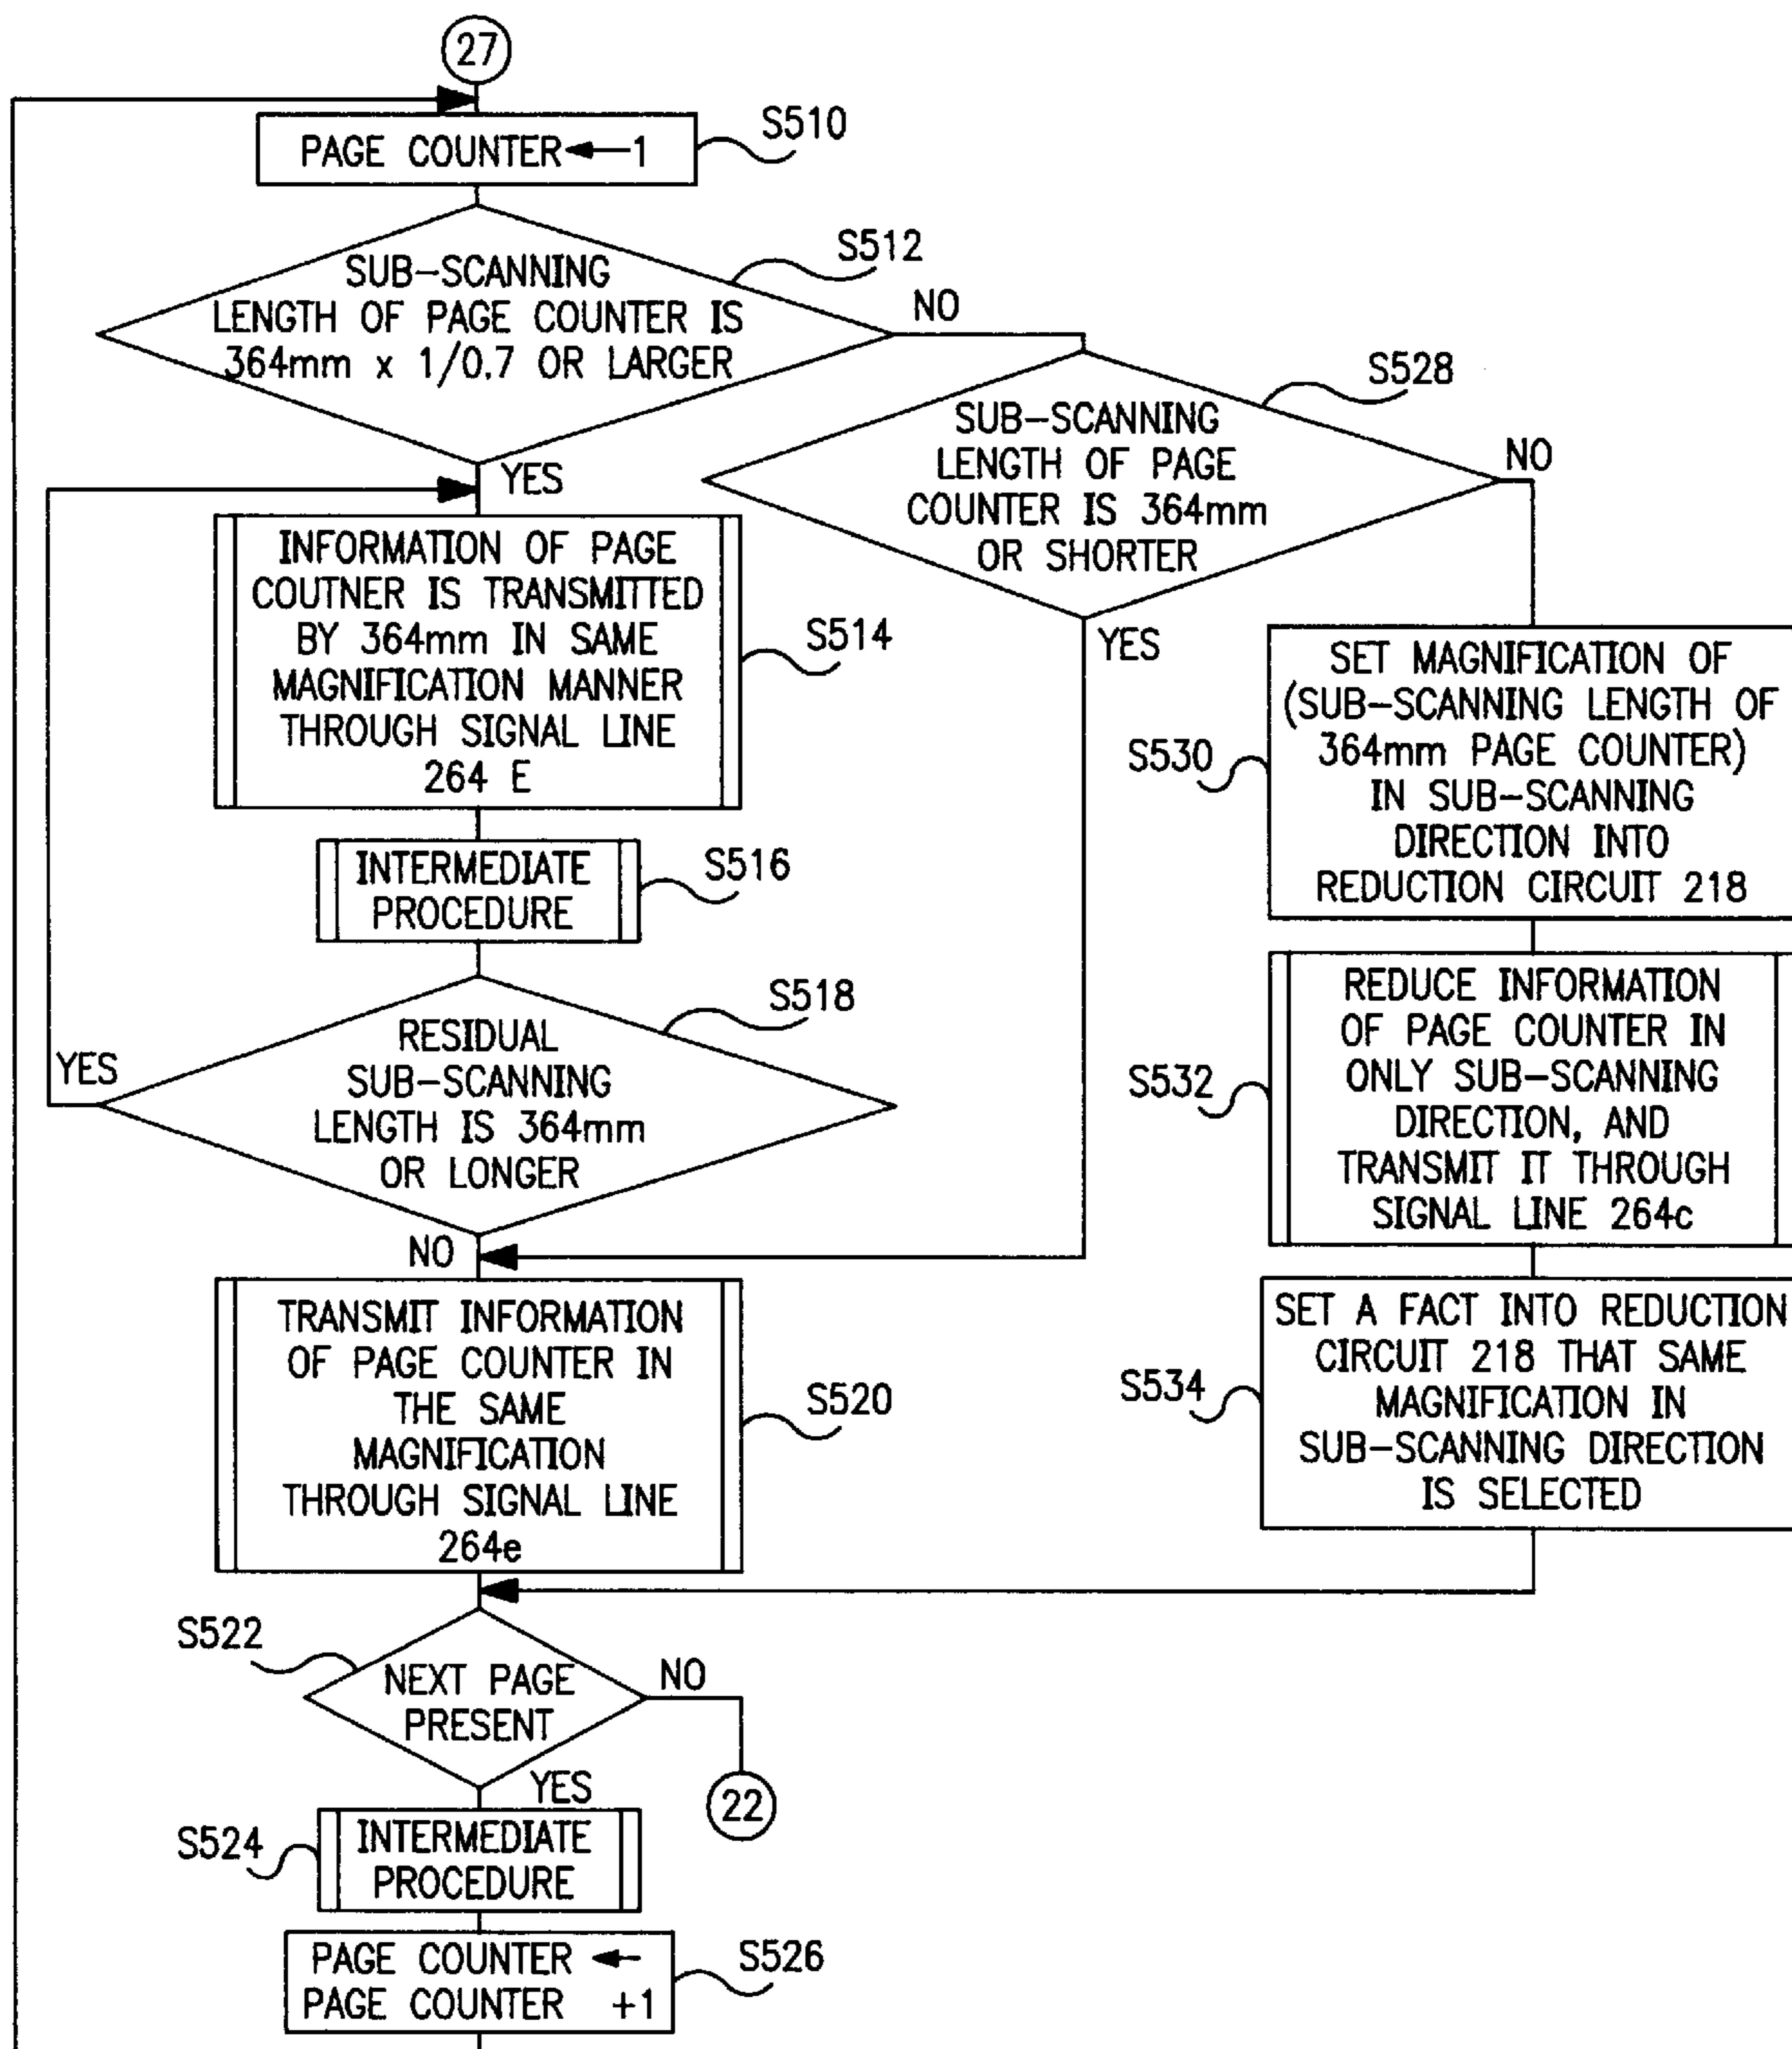 27
PAGE COUNTER ← 1
S510
SUB-SCANNING
LENGTH OF PAGE COUNTER IS
364mm x 1/0.7 OR LARGER
S512
NO
YES
SUB-SCANNING
LENGTH OF PAGE
COUNTER IS 364mm
OR SHORTER
S528
NO
YES
INFORMATION OF PAGE
COUTNER IS TRANSMITTED
BY 364mm IN SAME
MAGNIFICATION MANNER
THROUGH SIGNAL LINE
264 E
S514
INTERMEDIATE
PROCEDURE
S516
RESIDUAL
SUB-SCANNING
LENGTH IS 364mm
OR LONGER
S518
YES
NO
SET MAGNIFICATION OF
(SUB-SCANNING LENGTH OF
364mm PAGE COUNTER)
IN SUB-SCANNING
DIRECTION INTO
REDUCTION CIRCUIT 218
S530
REDUCE INFORMATION
OF PAGE COUNTER IN
ONLY SUB-SCANNING
DIRECTION, AND
TRANSMIT IT THROUGH
SIGNAL LINE 264c
S532
SET A FACT INTO REDUCTION
CIRCUIT 218 THAT SAME
MAGNIFICATION IN
SUB-SCANNING DIRECTION
IS SELECTED
S534
TRANSMIT INFORMATION
OF PAGE COUNTER IN
THE SAME
MAGNIFICATION
THROUGH SIGNAL LINE
264e
S520
S522
NEXT PAGE
PRESENT
NO
22
YES
S524
INTERMEDIATE
PROCEDURE
PAGE COUNTER ←
PAGE COUNTER +1
S526